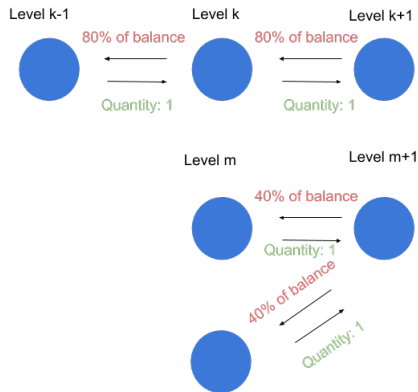 Level k-1 Level k Level k+1
80% of balance 80% of balance
Quantity: 1 Quantity: 1
Level m Level m+1
40% of balance
Quantity: 1
40% of balance
Quantity: 1